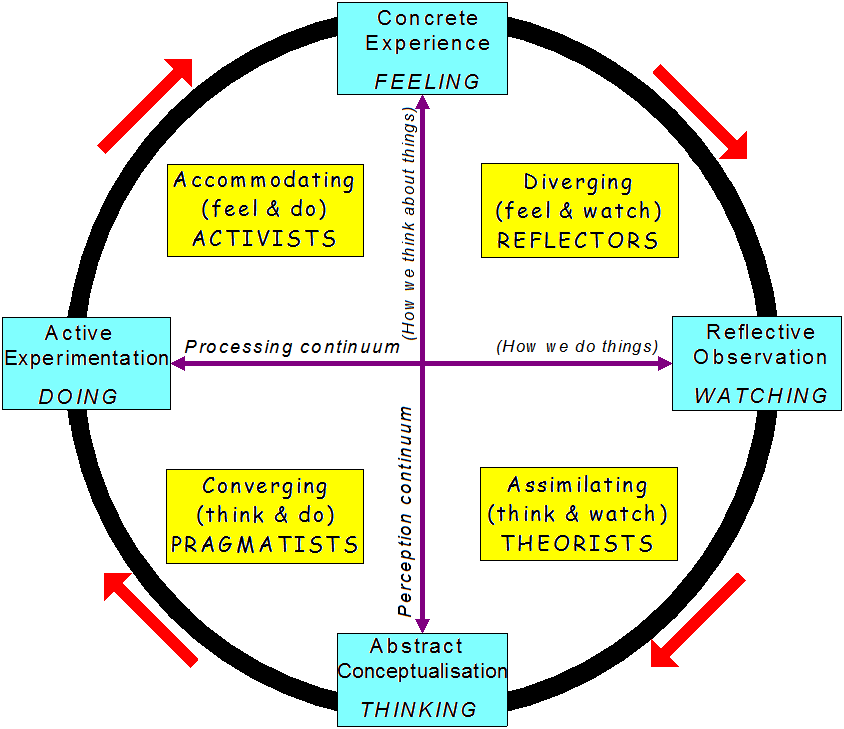 Concrete
Experience
FEELING
(How we think about things)
Accommodating
(feel & do)
ACTIVISTS
Diverging
(feel & watch)
REFLECTORS
Active
Experimentation
DOING
Processing continuum
(How we do things)
Reflective
Observation
WATCHING
Perception continuum
Converging
(think & do)
PRAGMATISTS
Assimilating
(think & watch)
THEORISTS
Abstract
Conceptualisation
THINKING